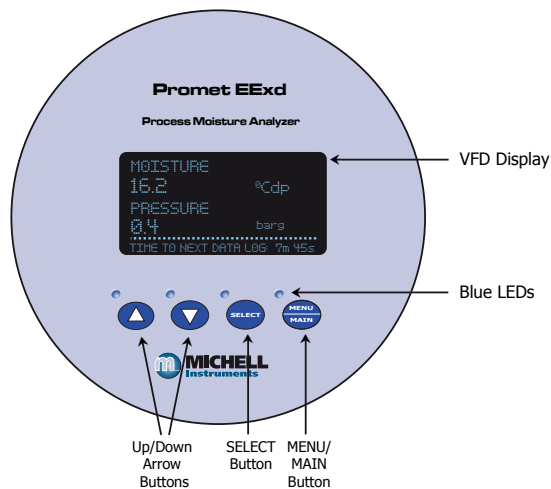 Promet EExd
Process Moisture Analyzer
MOISTURE
16.2 °Cdp
PRESSURE
0.4 barg
TIME TO NEXT DATA LOG: 7m 45s
VFD Display
Blue LEDs
SELECT
MENU
MAIN
m MICHELL
Instruments
Up/Down
Arrow
Buttons
SELECT
Button
MENU/
MAIN
Button